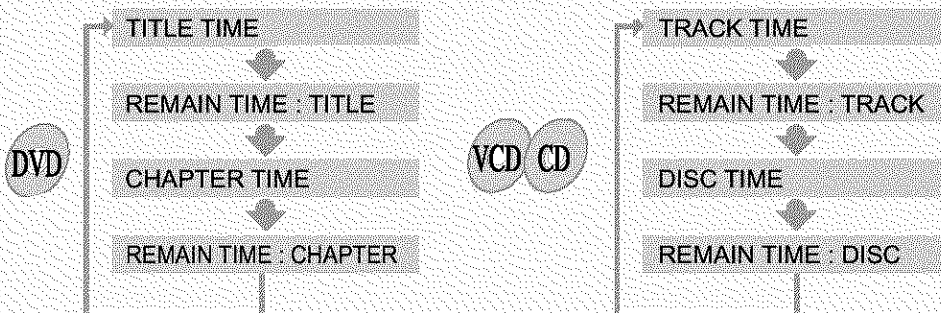 TITLE TIME
REMAIN TIME : TITLE
DVD
CHAPTER TIME
REMAIN TIME : CHAPTER
TRACK TIME
REMAIN TIME : TRACK
VCD CD
DISC TIME
REMAIN TIME : DISC